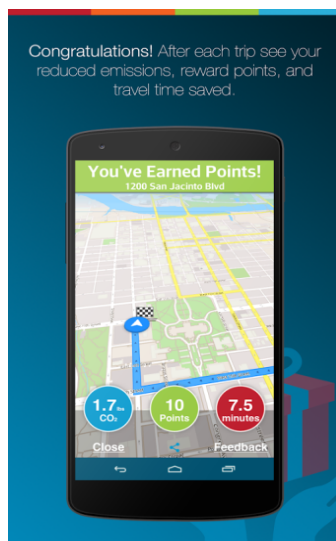 Congratulations! After each trip see your
reduced emissions, reward points, and
travel time saved.
You've Earned Points!
1200 San Jacinto Blvd
1.7 lbs
CO₂
10
Points
7.5
minutes
Close
Feedback